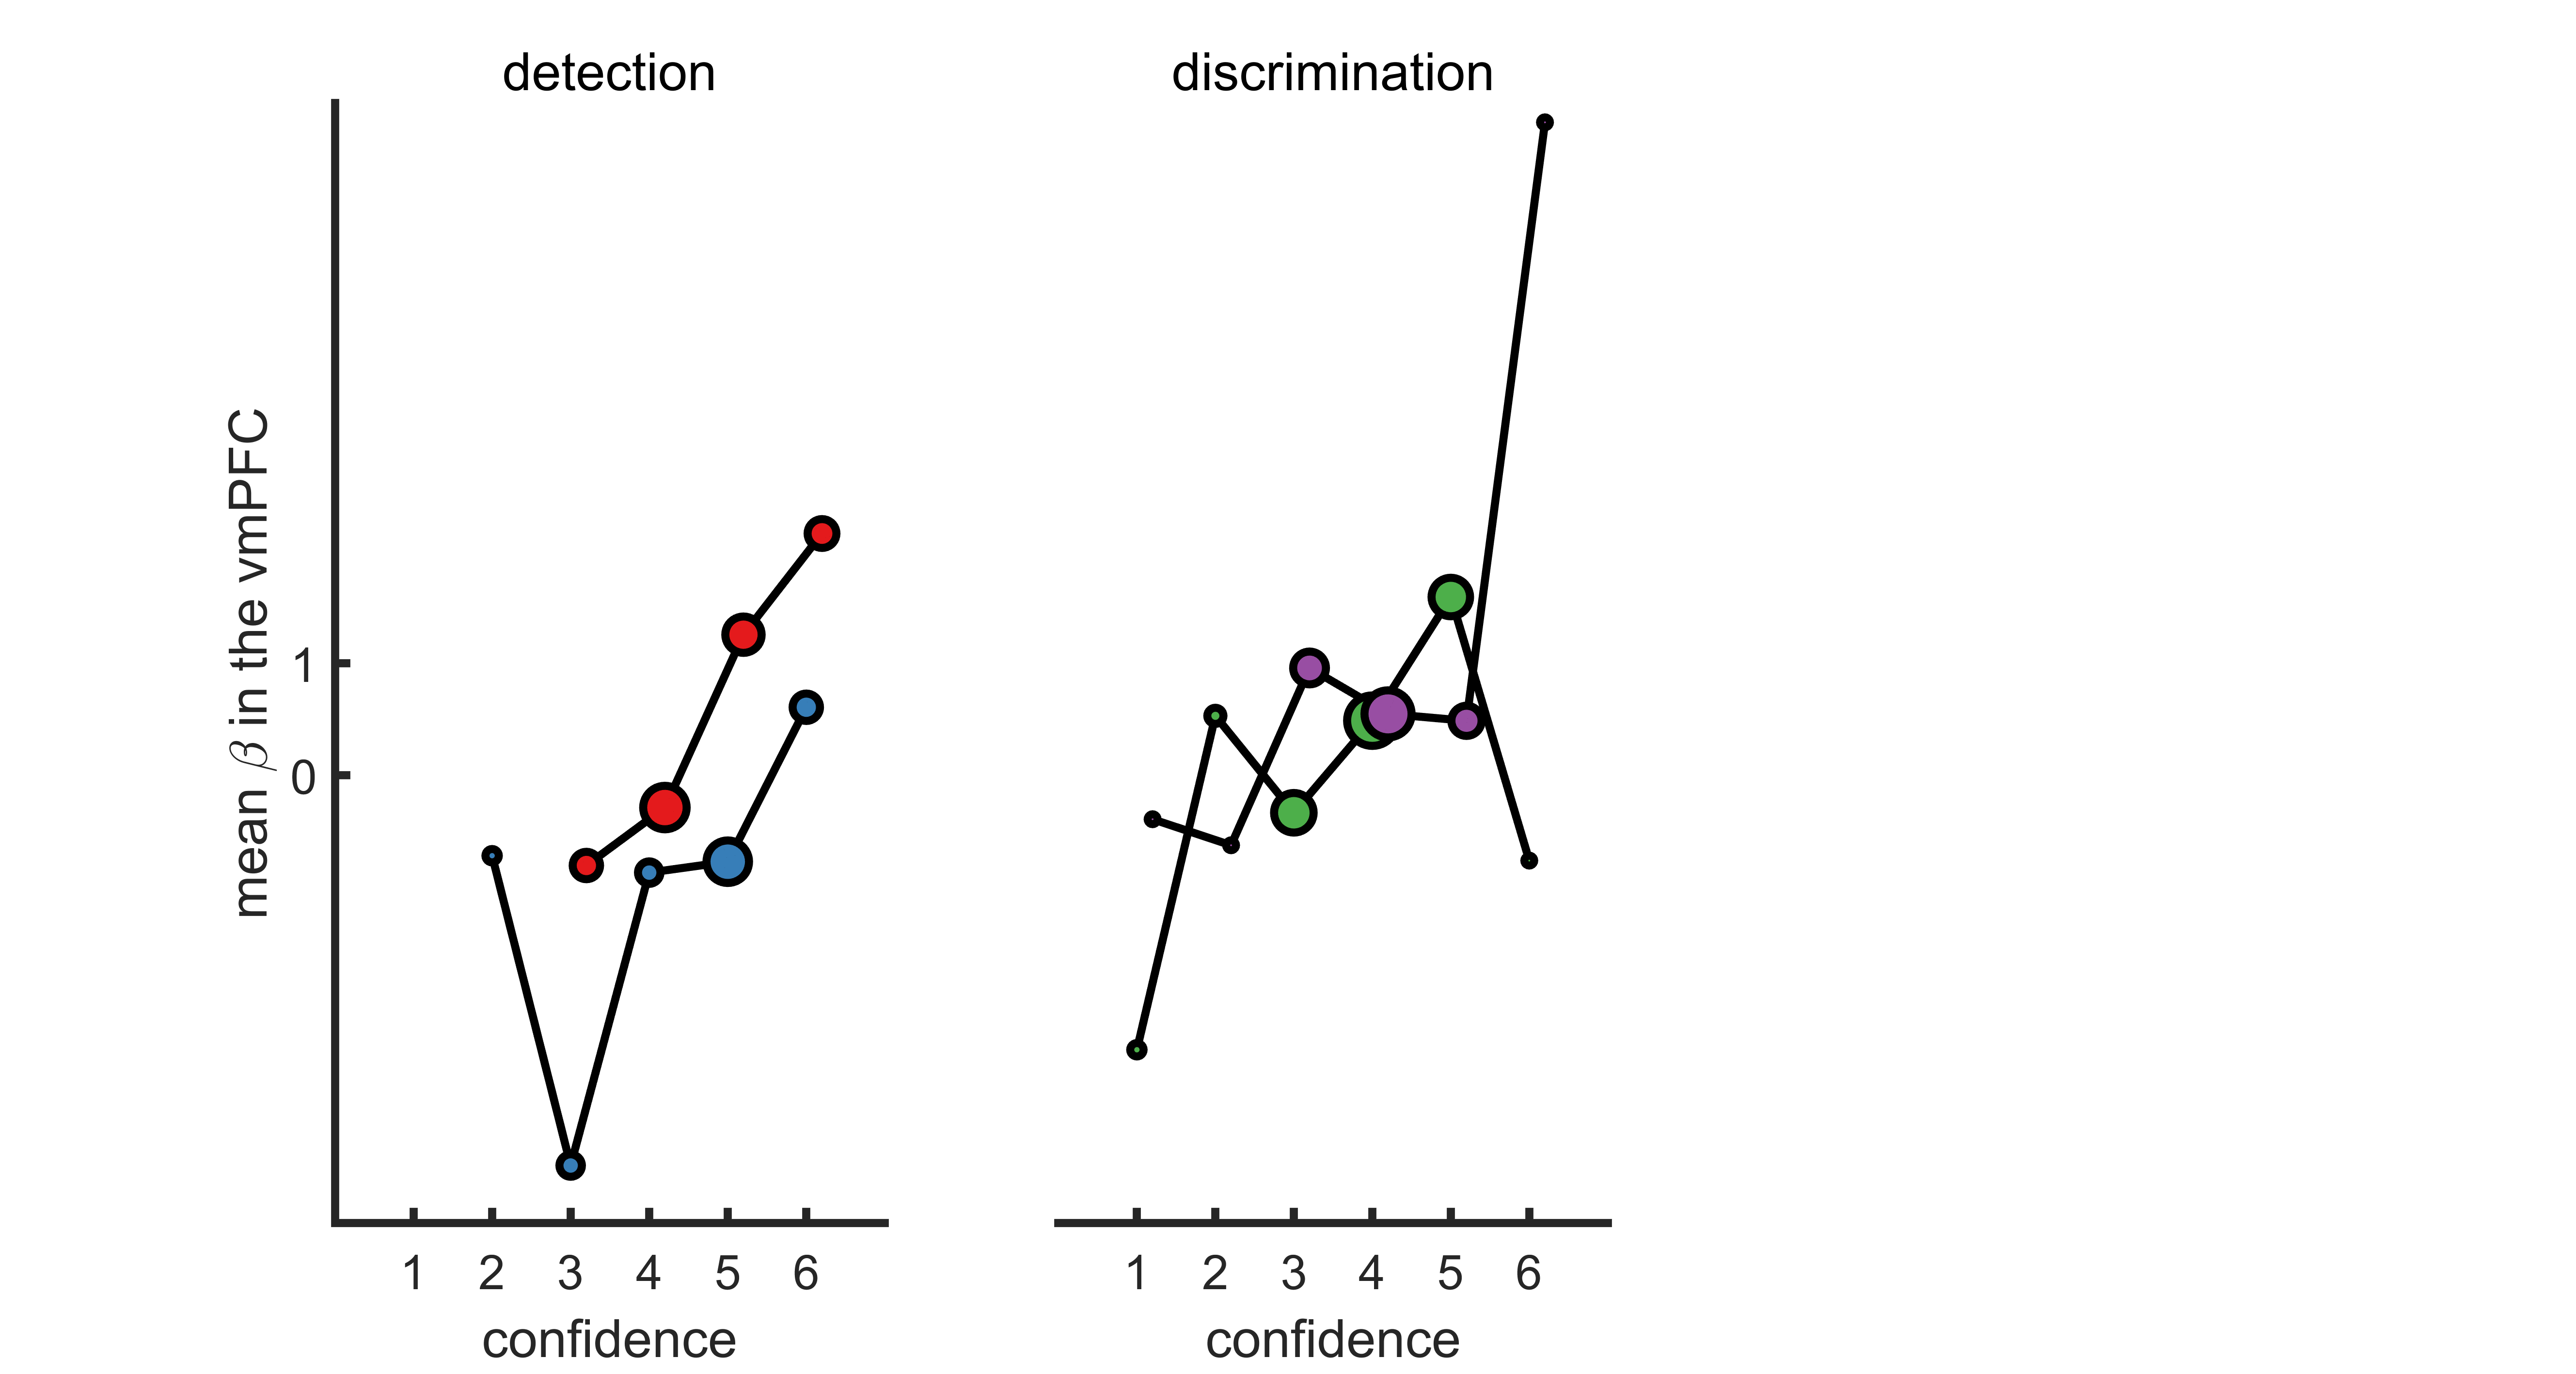 detection
discrimination
mean β in the vmPFC
1
0
1 2 3 4 5 6
1 2 3 4 5 6
confidence
confidence